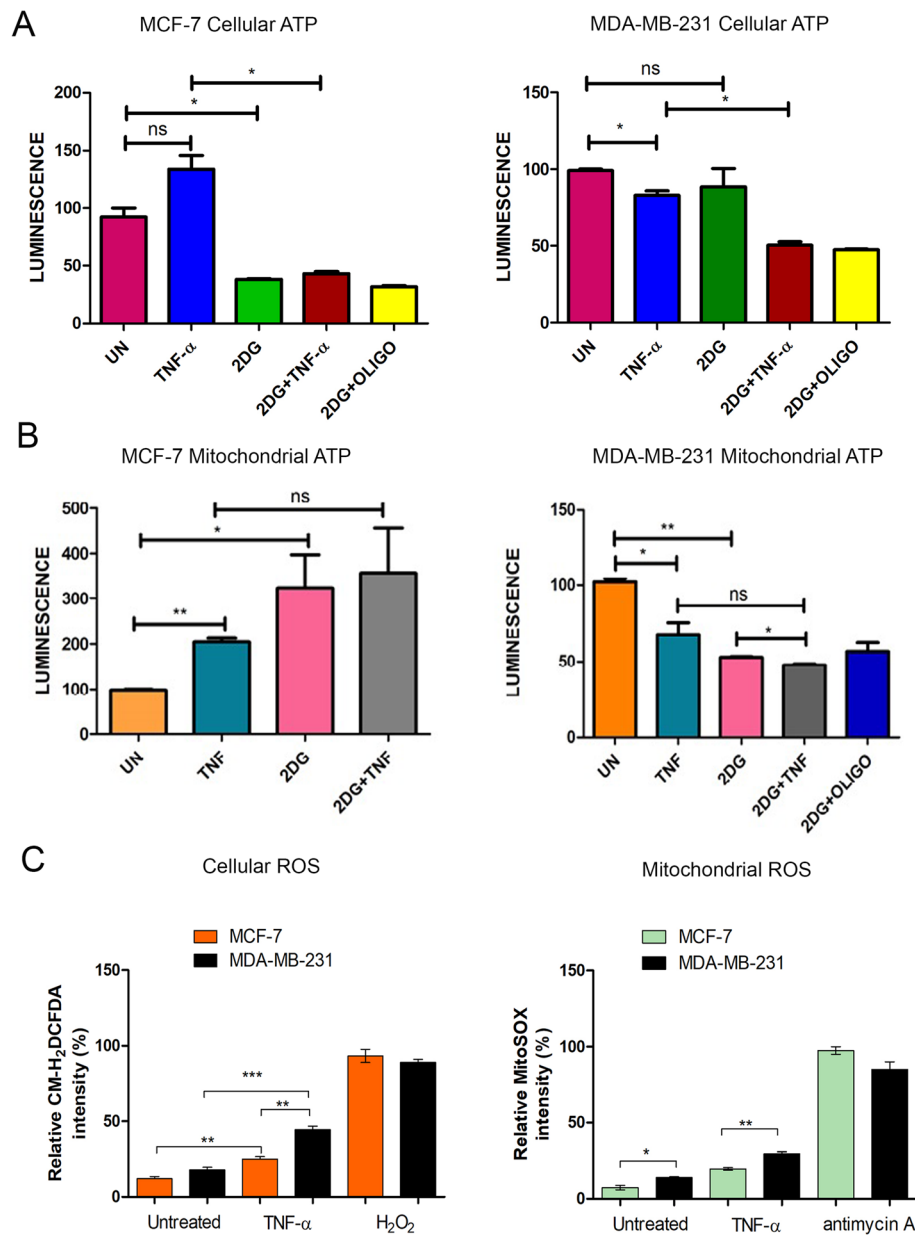 A
MCF-7 Cellular ATP
MDA-MB-231 Cellular ATP
LUMINESCENCE
200
150
100
50
0
*
*
ns
UN
TNF-α
2DG
2DG+TNF-α
2DG+OLIGO
LUMINESCENCE
150
100
50
0
ns
*
*
UN
TNF-α
2DG
2DG+TNF-α
2DG+OLIGO
B
MCF-7 Mitochondrial ATP
MDA-MB-231 Mitochondrial ATP
LUMINESCENCE
500
400
300
200
100
0
ns
*
**
UN
TNF
2DG
2DG+TNF
LUMINESCENCE
150
100
50
0
**
*
ns
*
UN
TNF
2DG
2DG+TNF
2DG+OLIGO
C
Cellular ROS
Mitochondrial ROS
MCF-7
MDA-MB-231
Relative CM-H₂DCFDA
intensity (%)
150
100
50
0
***
**
**
Untreated
TNF-α
H₂O₂
MCF-7
MDA-MB-231
Relative MitoSOX
intensity (%)
150
100
50
0
*
**
Untreated
TNF-α
antimycin A